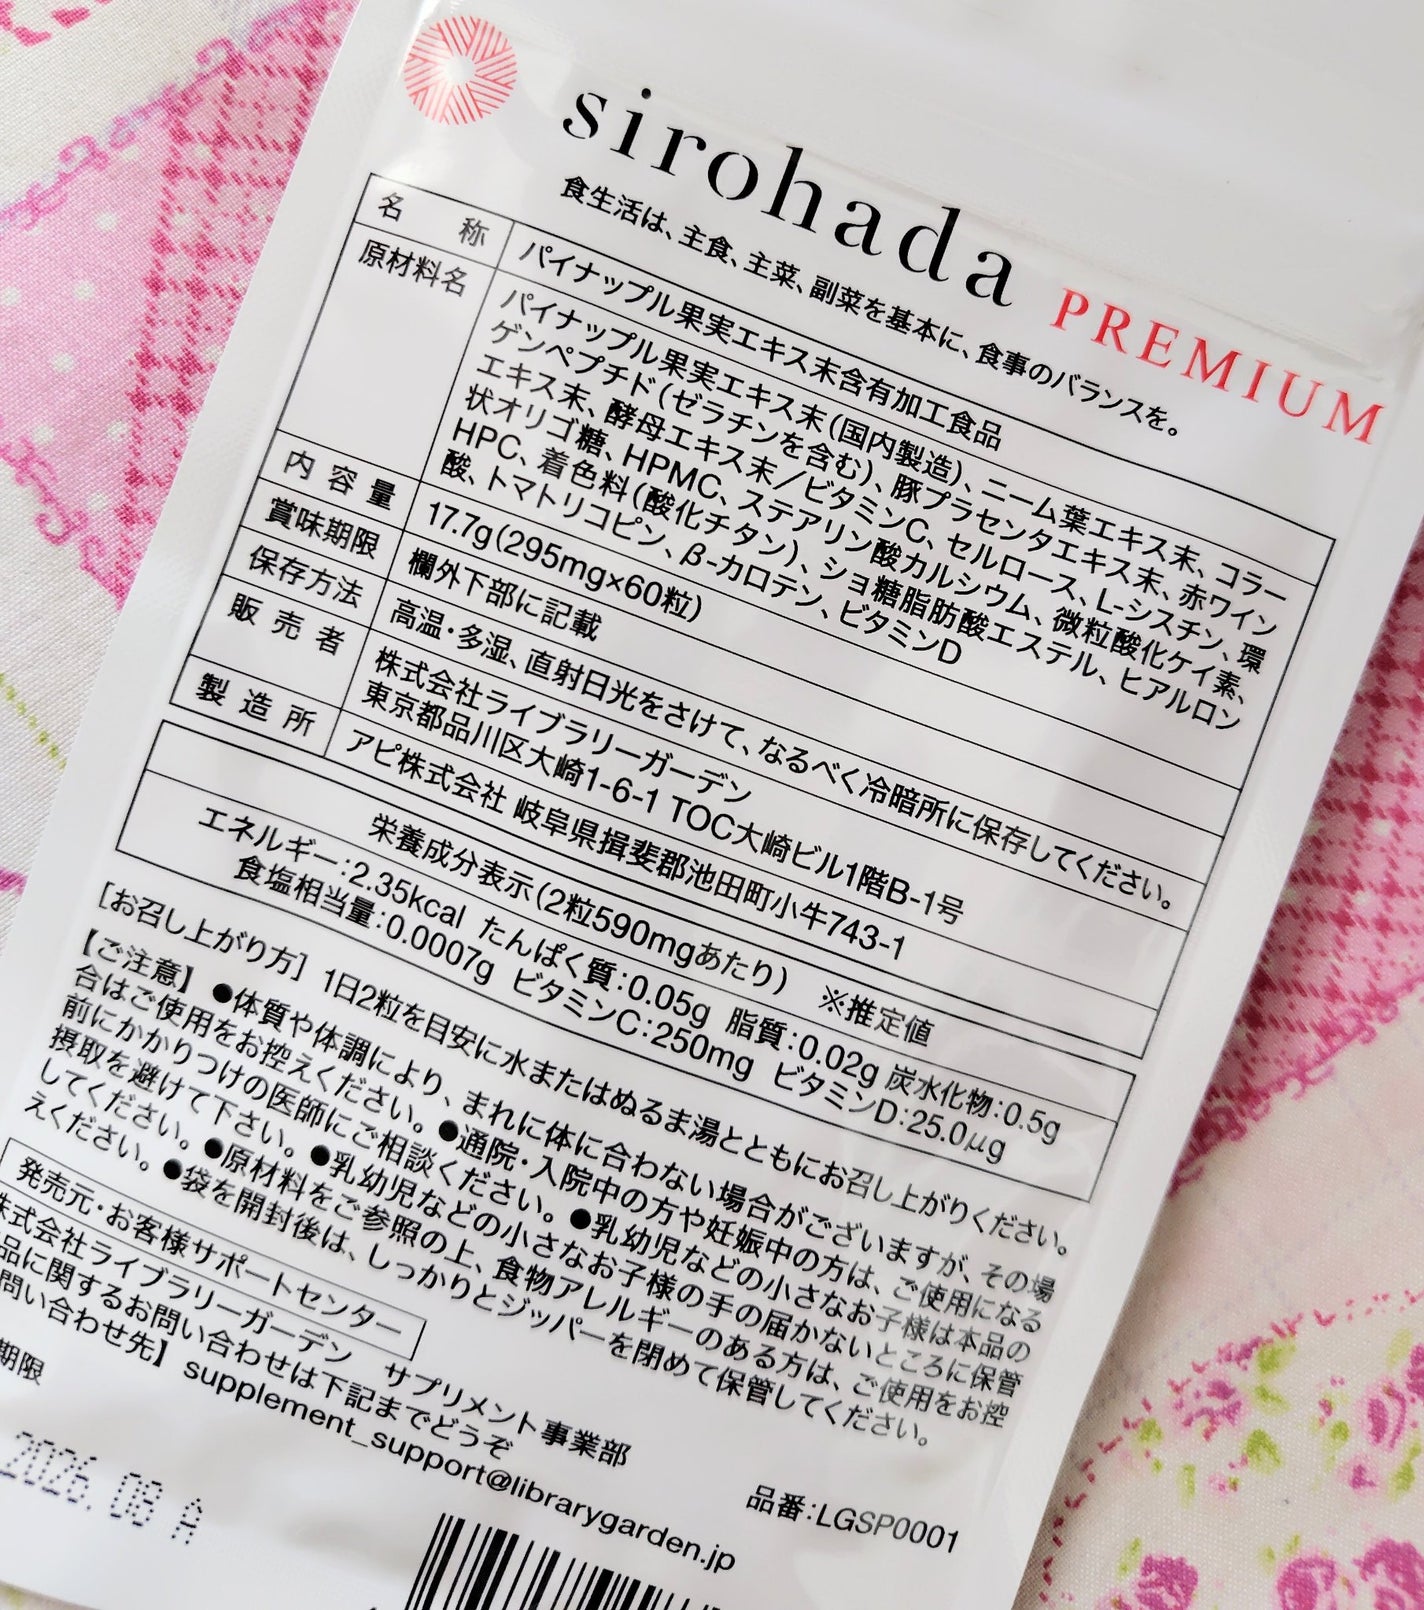 sirohada PREMIUM
食生活は、主食、主菜、副菜を基本に、食事のバランスを。
名称 パイナップル果実エキス末含有加工食品
原材料名 パイナップル果実エキス末（国内製造）、ニーム葉エキス末、コラー
ゲンペプチド（ゼラチンを含む）、豚プラセンタエキス末、赤ワイン
エキス末、酵母エキス末／ビタミンC、セルロース、L-シスチン、環
状オリゴ糖、HPMC、ステアリン酸カルシウム、微粒酸化ケイ素、
HPC、着色料（酸化チタン）、ショ糖脂肪酸エステル、ヒアルロン
酸、トマトリコピン、β-カロテン、ビタミンD
内容量 17.7g（295mg×60粒）
賞味期限 欄外下部に記載
保存方法 高温・多湿、直射日光をさけて、なるべく冷暗所に保存してください。
販売者 株式会社ライブラリーガーデン
東京都品川区大崎1-6-1 TOC大崎ビル1階B-1号
製造所 アピ株式会社 岐阜県揖斐郡池田町小牛743-1
栄養成分表示（2粒590mgあたり） ※推定値
エネルギー：2.35kcal たんぱく質：0.05g 脂質：0.02g 炭水化物：0.5g
食塩相当量：0.0007g ビタミンC：250mg ビタミンD：25.0μg
［お召し上がり方］1日2粒を目安に水またはぬるま湯とともにお召し上がりください。
【ご注意】●体質や体調により、まれに体に合わない場合がございますが、その場
合はご使用をお控えください。●通院・入院中の方や妊娠中の方は、ご使用になる
前にかかりつけの医師にご相談ください。●乳幼児などの小さなお子様は本品の
摂取を避けて下さい。●乳幼児などの小さなお子様の手の届かないところに保管
してください。●原材料をご参照の上、食物アレルギーのある方は、ご使用をお控
えください。●袋を開封後は、しっかりとジッパーを閉めて保管してください。
発売元・お客様サポートセンター
株式会社ライブラリーガーデン サプリメント事業部
品に関するお問い合わせは下記までどうぞ
問い合わせ先】supplement_support@librarygarden.jp
期限
品番：LGSP0001
2026.08 A